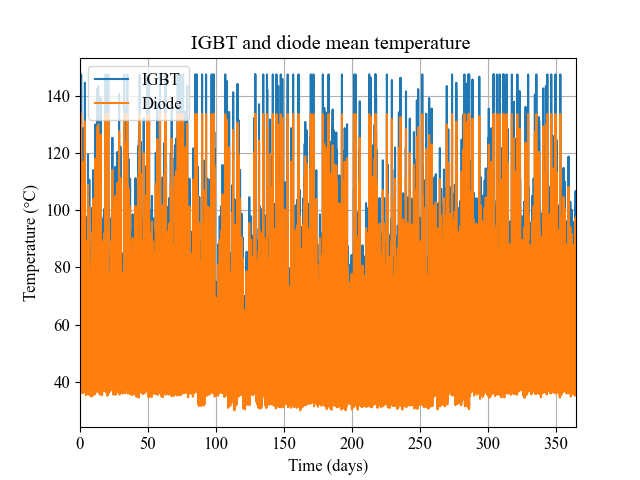 IGBT and diode mean temperature
IGBT
Diode
Temperature (°C)
140
120
100
80
60
40
0 50 100 150 200 250 300 350
Time (days)